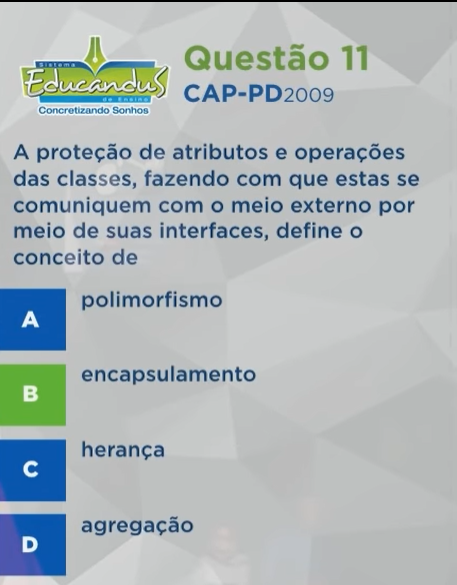 Sistema
Educandus
de Ensino
Concretizando Sonhos
Questão 11
CAP-PD2009
A proteção de atributos e operações
das classes, fazendo com que estas se
comuniquem com o meio externo por
meio de suas interfaces, define o
conceito de
A
polimorfismo
B
encapsulamento
C
herança
D
agregação